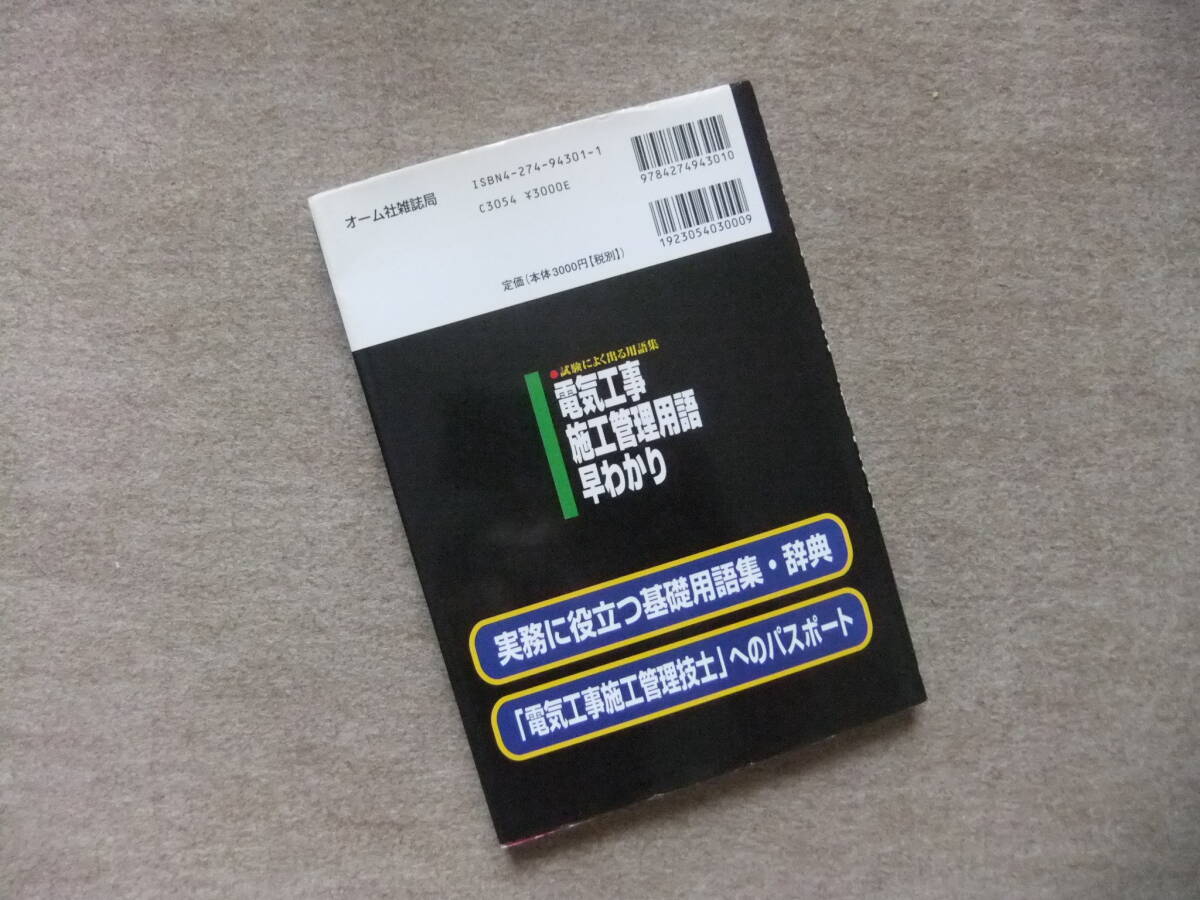 オーム社雑誌局
ISBN4-274-94301-1
C3054 ¥3000E
9784274943010
1923054030009
定価(本体3000円【税別】)
●試験によく出る用語集
電気工事
施工管理用語
早わかり
実務に役立つ基礎用語集・辞典
「電気工事施工管理技士」へのパスポート